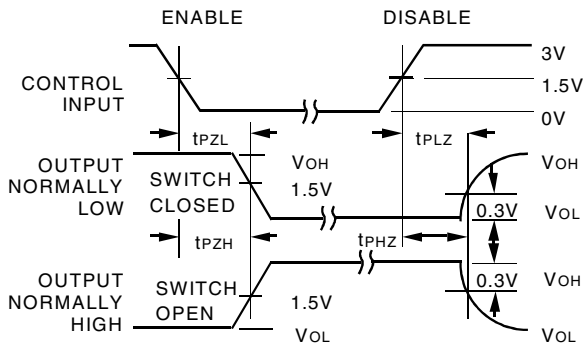 ENABLE DISABLE
3V
CONTROL INPUT 1.5V
0V
tPZL tPLZ
OUTPUT NORMALLY LOW
SWITCH CLOSED
VOH
1.5V
VOH
0.3V
VOL
tPZH tPHZ
OUTPUT NORMALLY HIGH
SWITCH OPEN
1.5V
VOL
0.3V
VOH
VOL